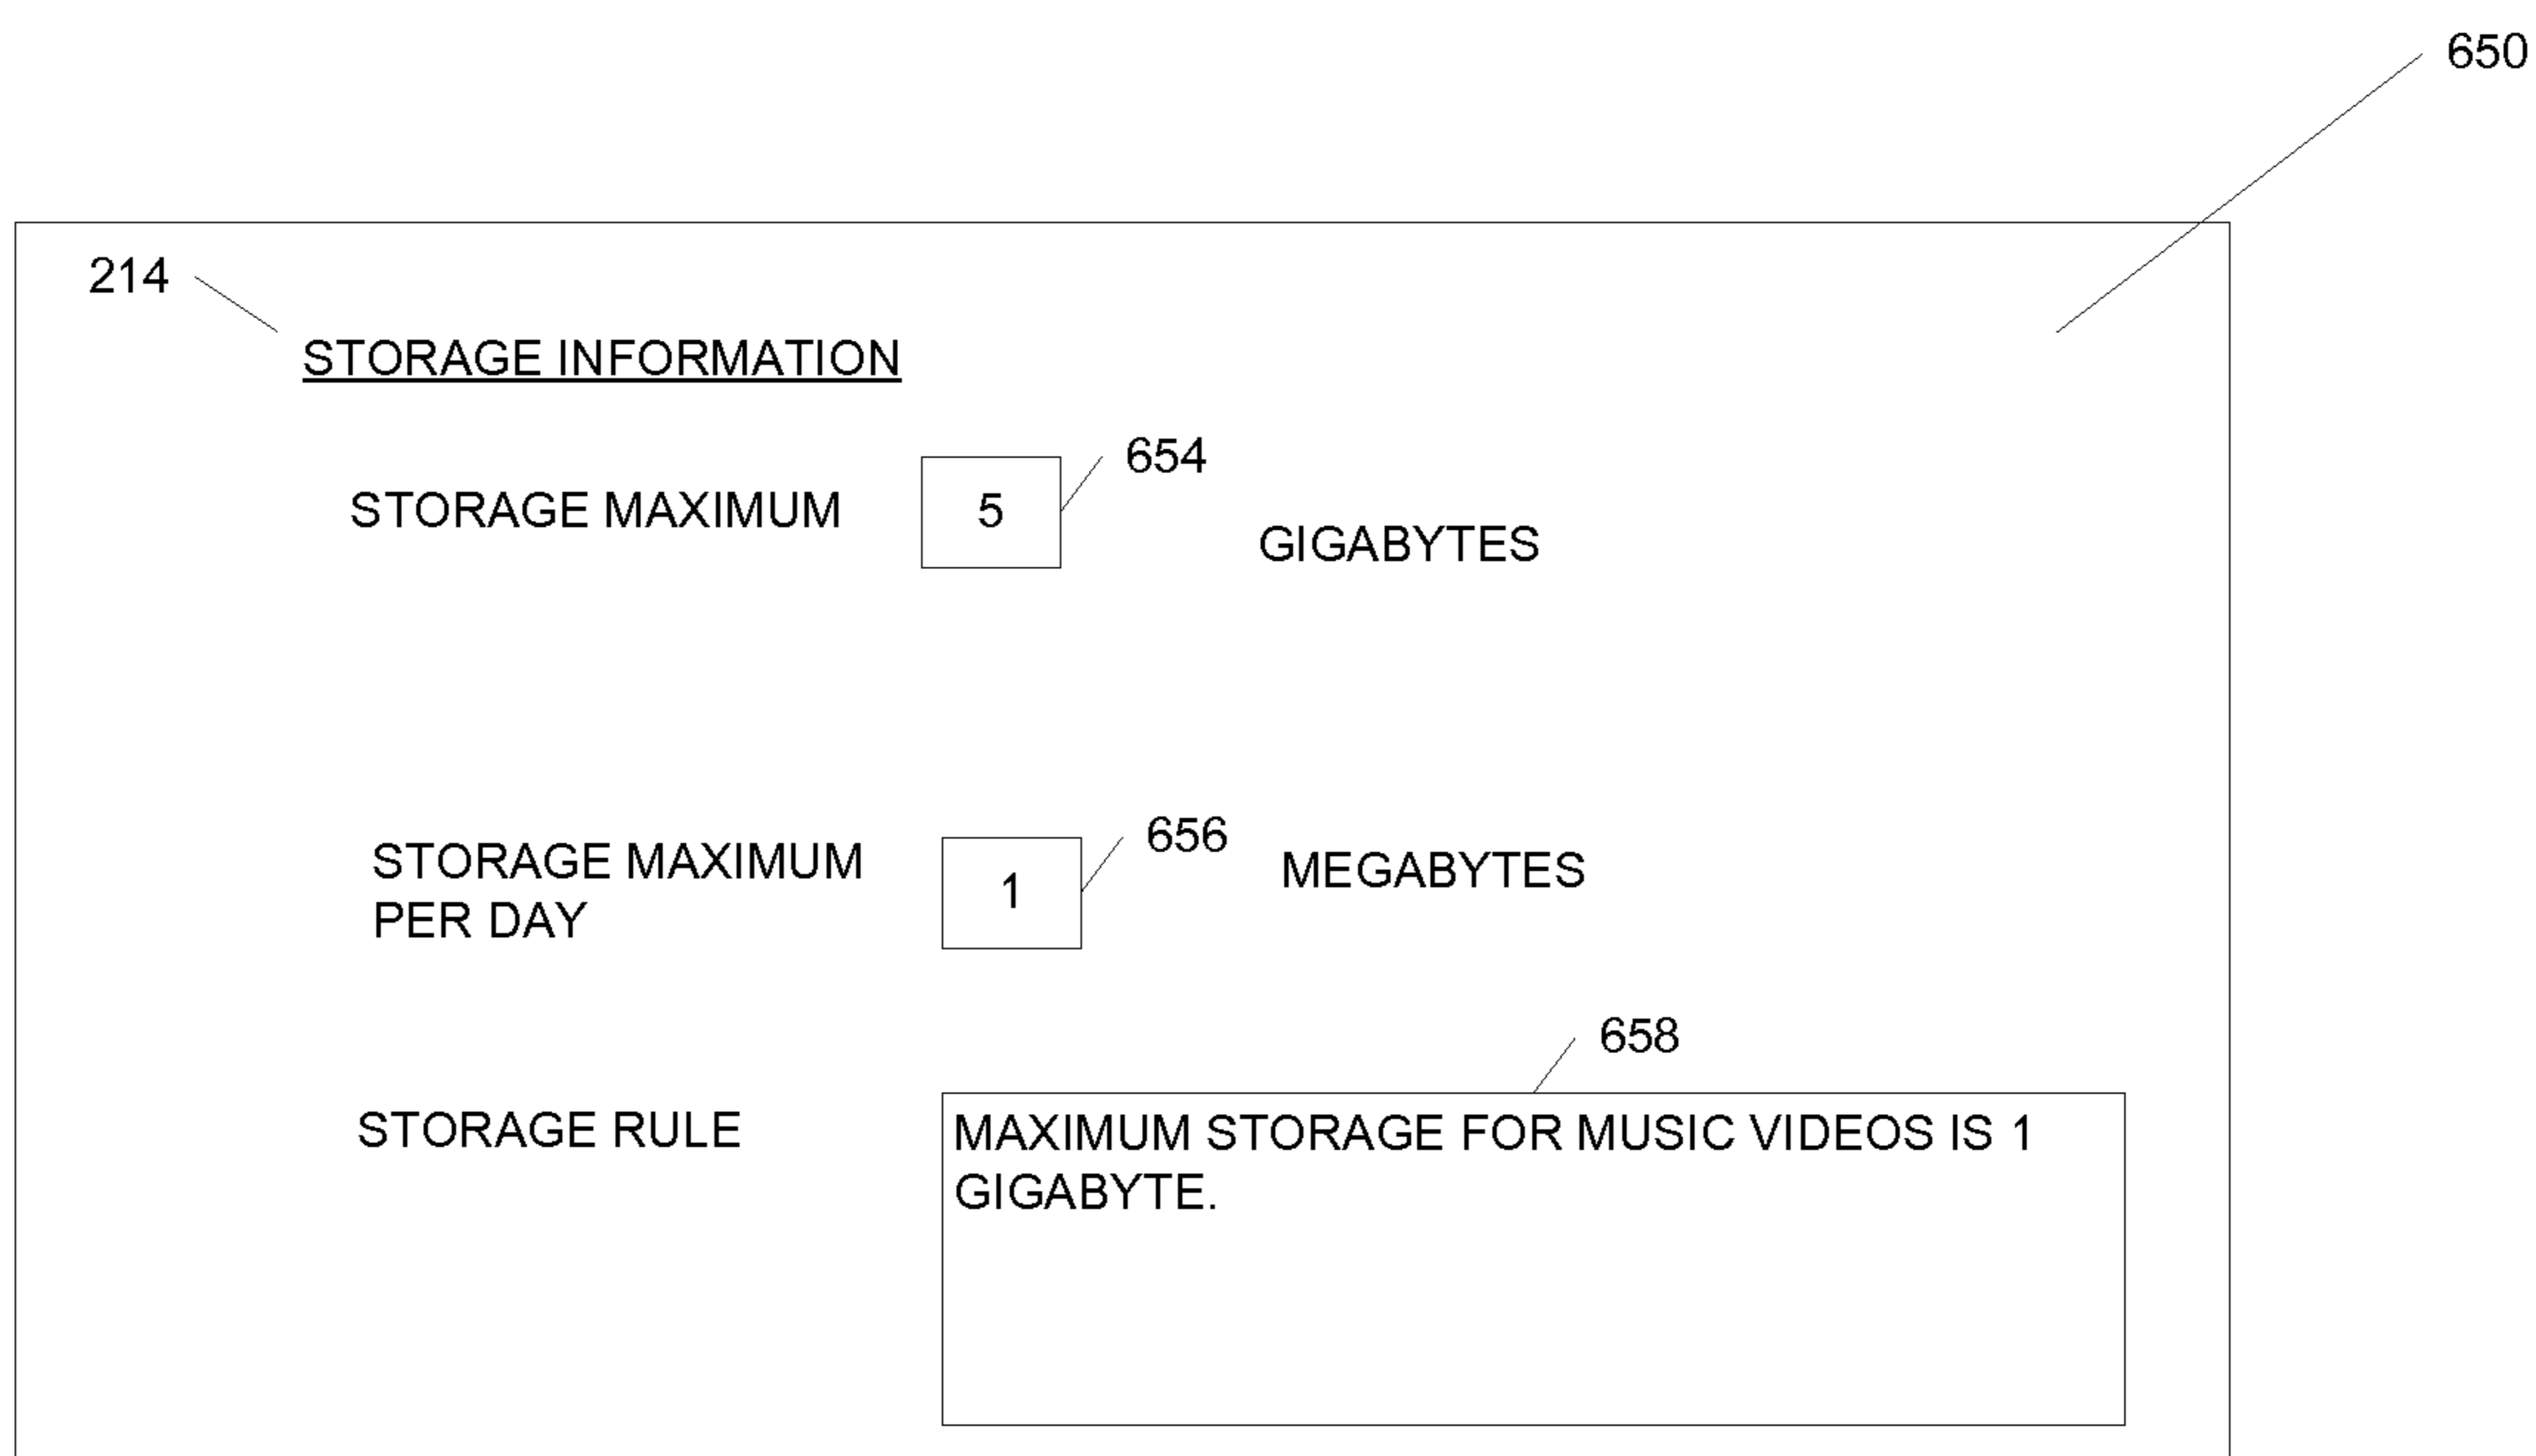 650
214
STORAGE INFORMATION
654
STORAGE MAXIMUM 5 GIGABYTES
656
STORAGE MAXIMUM 1 MEGABYTES
PER DAY
658
STORAGE RULE MAXIMUM STORAGE FOR MUSIC VIDEOS IS 1
GIGABYTE.